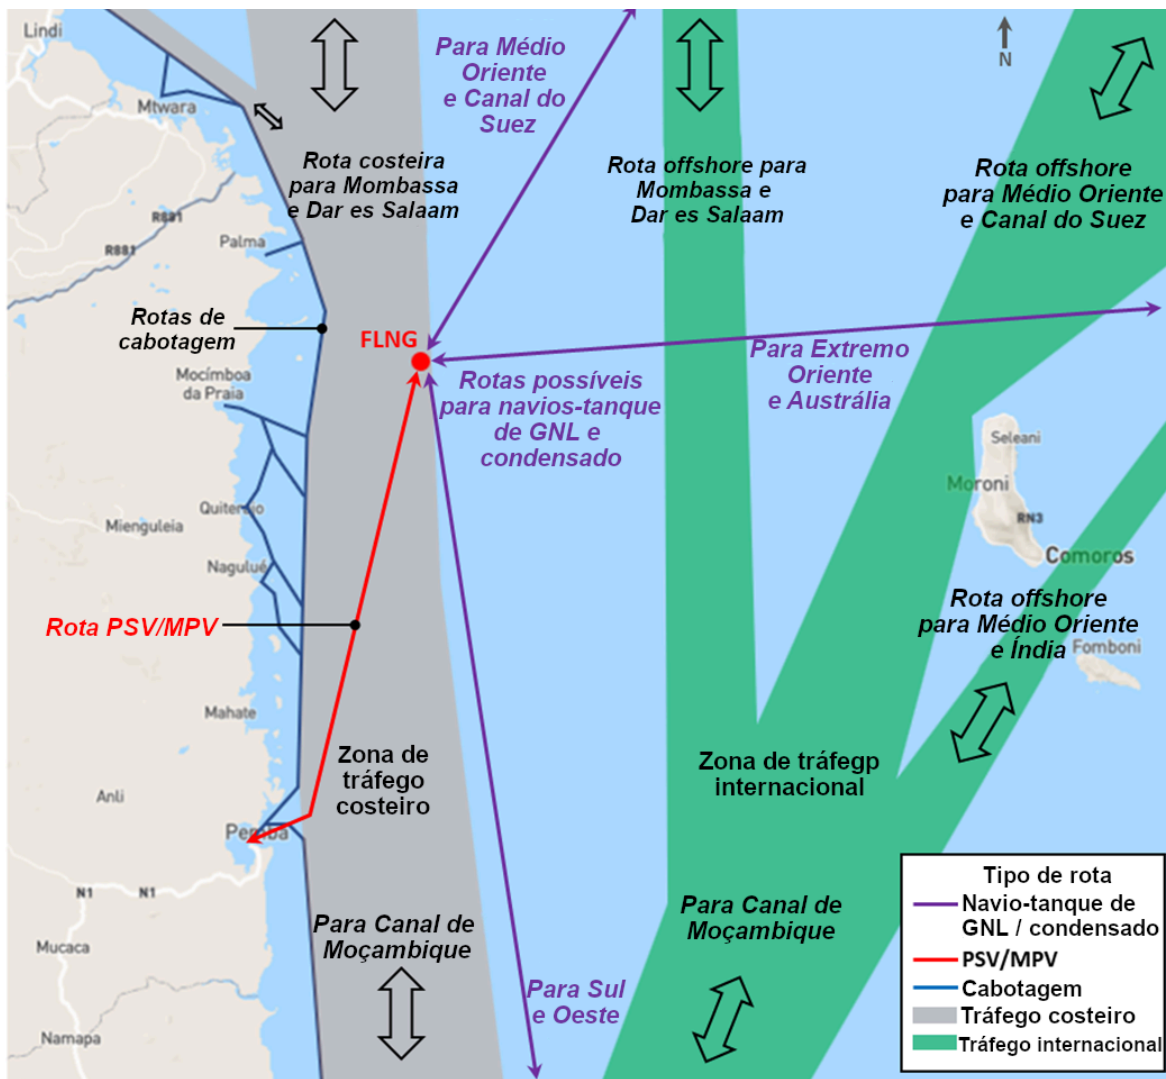 Lindi
Para Médio
Oriente
e Canal do
Suez
N
Mtwara
Rota costeira
para Mombassa
e Dar es Salaam
Rota offshore para
Mombassa e
Dar es Salaam
Rota offshore
para Médio Oriente
e Canal do Suez
R881
R881
Palma
Rotas de
cabotagem
FLNG
Para Extremo
Oriente
e Austrália
Mocímboa
da Praia
Rotas possíveis
para navios-tanque
de GNL e
condensado
Seleani
Moroni
RN3
Comoros
Quiterajo
Mienguleia
Nagulué
Rota PSV/MPV
Rota offshore
para Médio Oriente
e Índia
Fomboni
Mahate
Zona de
tráfego
costeiro
Zona de tráfegp
internacional
Anli
Pemba
N1
N1
Para Canal de
Moçambique
Para Canal de
Moçambique
Mucaca
Para Sul
e Oeste
Namapa
Tipo de rota
Navio-tanque de
GNL / condensado
PSV/MPV
Cabotagem
Tráfego costeiro
Tráfego internacional